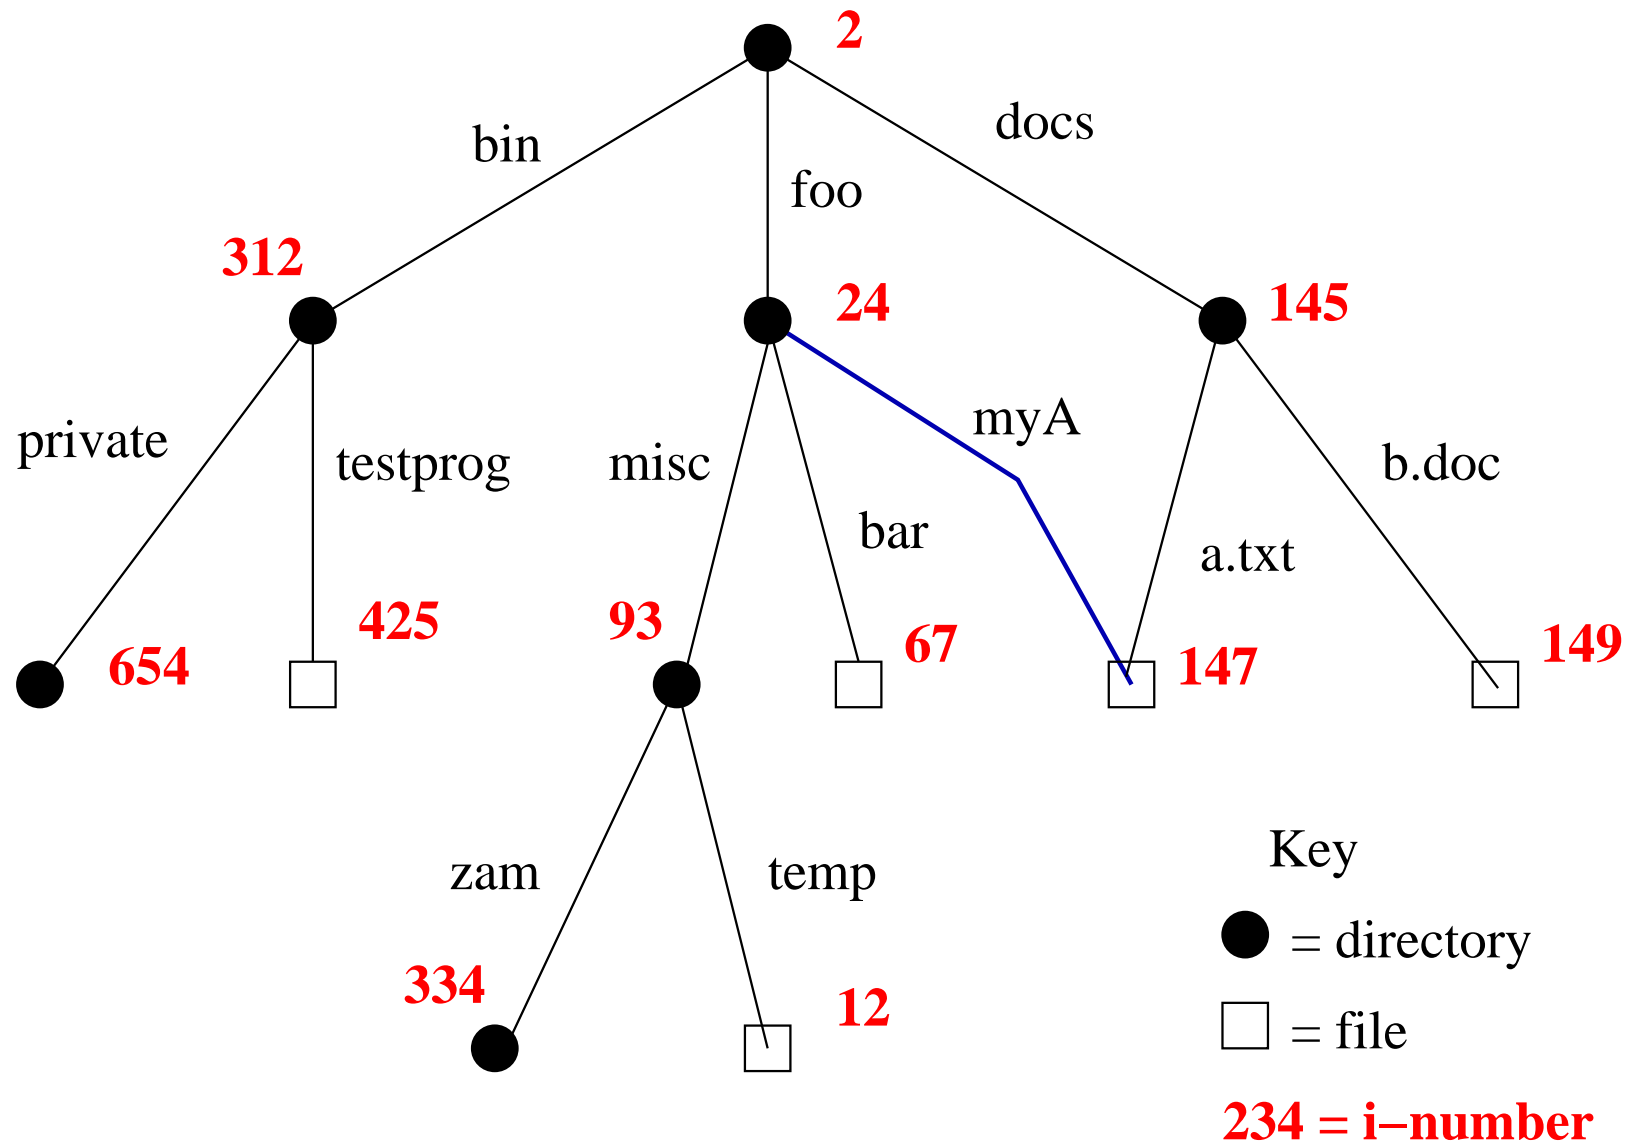 2
bin
foo
docs
312
24
145
private
testprog
misc
myA
bar
a.txt
b.doc
654
425
93
67
147
149
zam
temp
334
12
Key
= directory
= file
234 = i−number